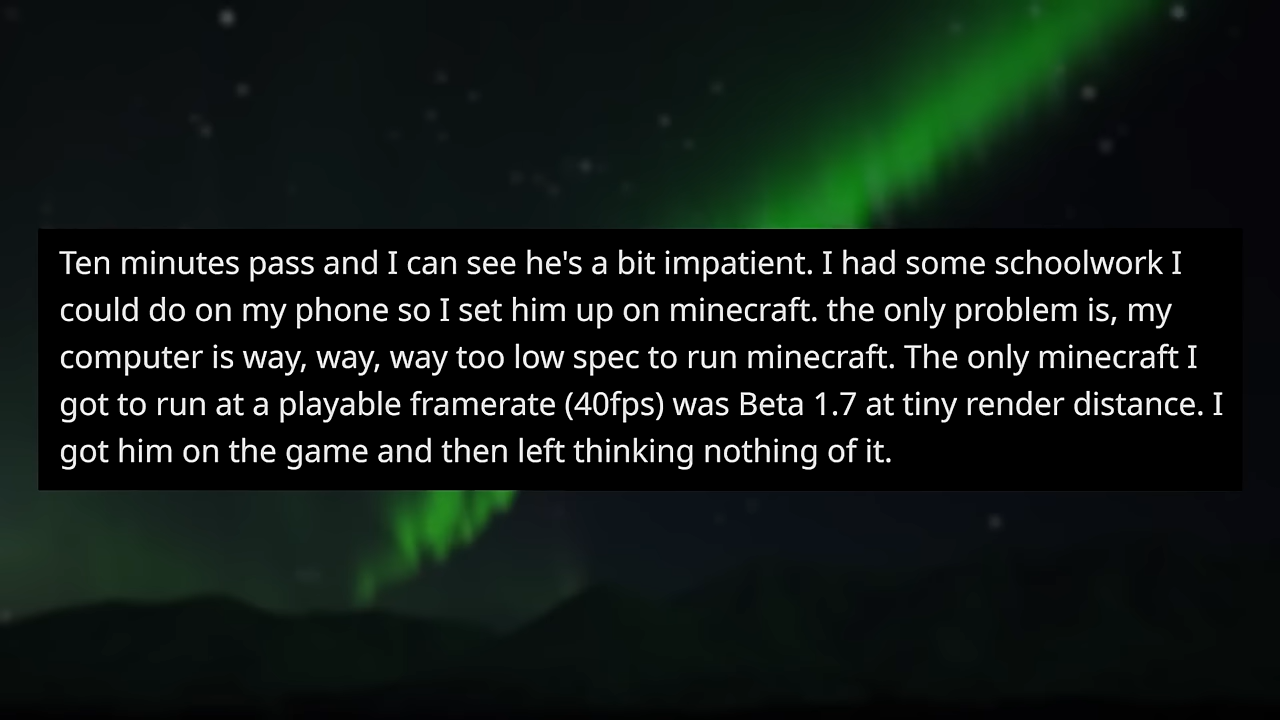 Ten minutes pass and I can see he's a bit impatient. I had some schoolwork I
could do on my phone so I set him up on minecraft. the only problem is, my
computer is way, way, way too low spec to run minecraft. The only minecraft I
got to run at a playable framerate (40fps) was Beta 1.7 at tiny render distance. I
got him on the game and then left thinking nothing of it.